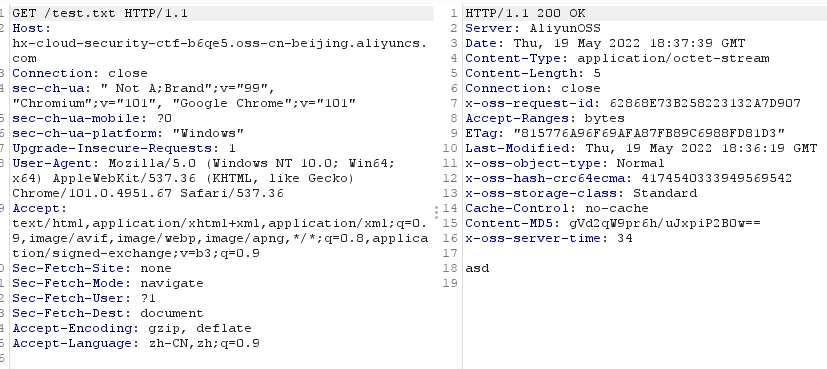 1 GET /test.txt HTTP/1.1
2 Host:
hx-cloud-security-ctf-b6qe5.oss-cn-beijing.aliyuncs.
com
3 Connection: close
4 sec-ch-ua: " Not A;Brand";v="99",
"Chromium";v="101", "Google Chrome";v="101"
5 sec-ch-ua-mobile: ?0
6 sec-ch-ua-platform: "Windows"
7 Upgrade-Insecure-Requests: 1
8 User-Agent: Mozilla/5.0 (Windows NT 10.0; Win64;
x64) AppleWebKit/537.36 (KHTML, like Gecko)
Chrome/101.0.4951.67 Safari/537.36
9 Accept:
text/html,application/xhtml+xml,application/xml;q=0.
9,image/avif,image/webp,image/apng,*/*;q=0.8,applica
tion/signed-exchange;v=b3;q=0.9
0 Sec-Fetch-Site: none
1 Sec-Fetch-Mode: navigate
2 Sec-Fetch-User: ?1
3 Sec-Fetch-Dest: document
4 Accept-Encoding: gzip, deflate
5 Accept-Language: zh-CN,zh;q=0.9
6
1 HTTP/1.1 200 OK
2 Server: AliyunOSS
3 Date: Thu, 19 May 2022 18:37:39 GMT
4 Content-Type: application/octet-stream
5 Content-Length: 5
6 Connection: close
7 x-oss-request-id: 62868E73B258223132A7D907
8 Accept-Ranges: bytes
9 ETag: "815776A96F69AFA87FB89C6988FD81D3"
10 Last-Modified: Thu, 19 May 2022 18:36:19 GMT
11 x-oss-object-type: Normal
12 x-oss-hash-crc64ecma: 4174540333949569542
13 x-oss-storage-class: Standard
14 Cache-Control: no-cache
15 Content-MD5: gVd2qW9pr6h/uJxpiP2B0w==
16 x-oss-server-time: 34
17
18 asd
19